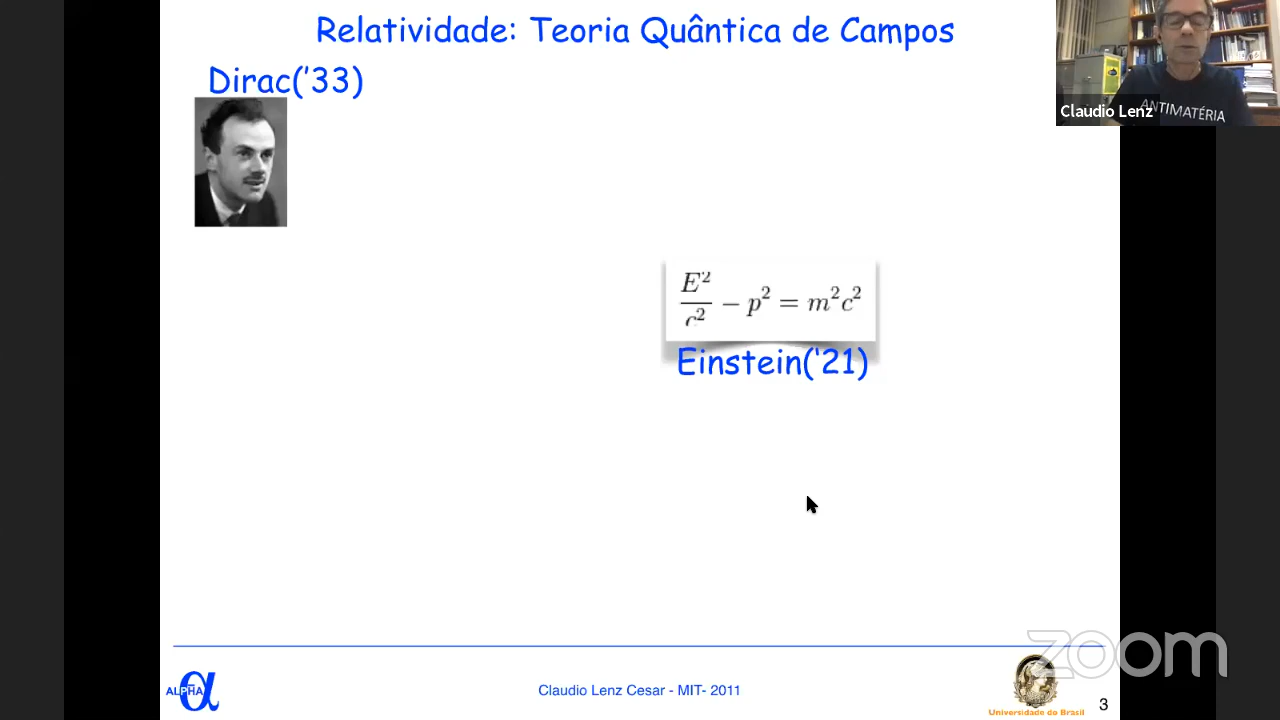 Relatividade: Teoria Quântica de Campos
Dirac('33)
Claudio Lenz
ANTIMATÉRIA
E²/c² − p² = m²c²
Einstein('21)
zoom
ALPHA
α
Claudio Lenz Cesar - MIT- 2011
Universidade do Brasil
3